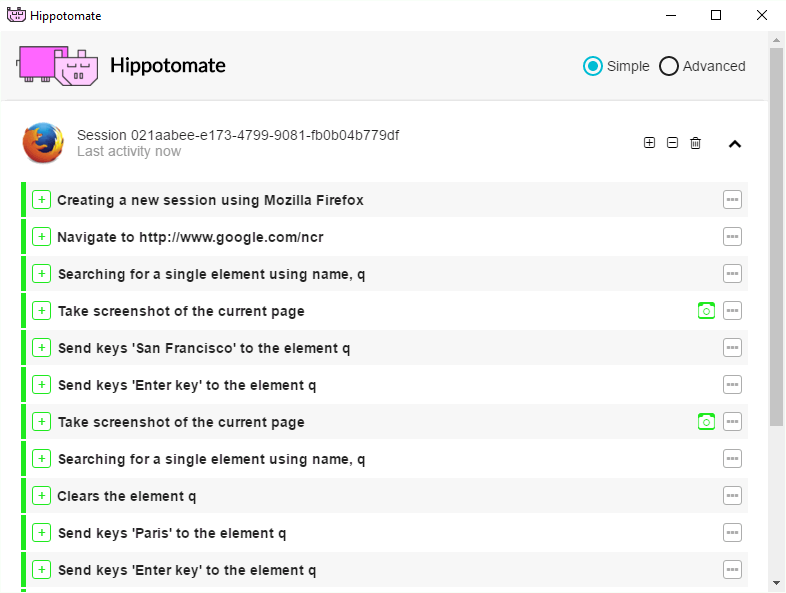 Hippotomate
Hippotomate
Simple
Advanced
Session 021aabee-e173-4799-9081-fb0b04b779df
Last activity now
Creating a new session using Mozilla Firefox
Navigate to http://www.google.com/ncr
Searching for a single element using name, q
Take screenshot of the current page
Send keys 'San Francisco' to the element q
Send keys 'Enter key' to the element q
Take screenshot of the current page
Searching for a single element using name, q
Clears the element q
Send keys 'Paris' to the element q
Send keys 'Enter key' to the element q